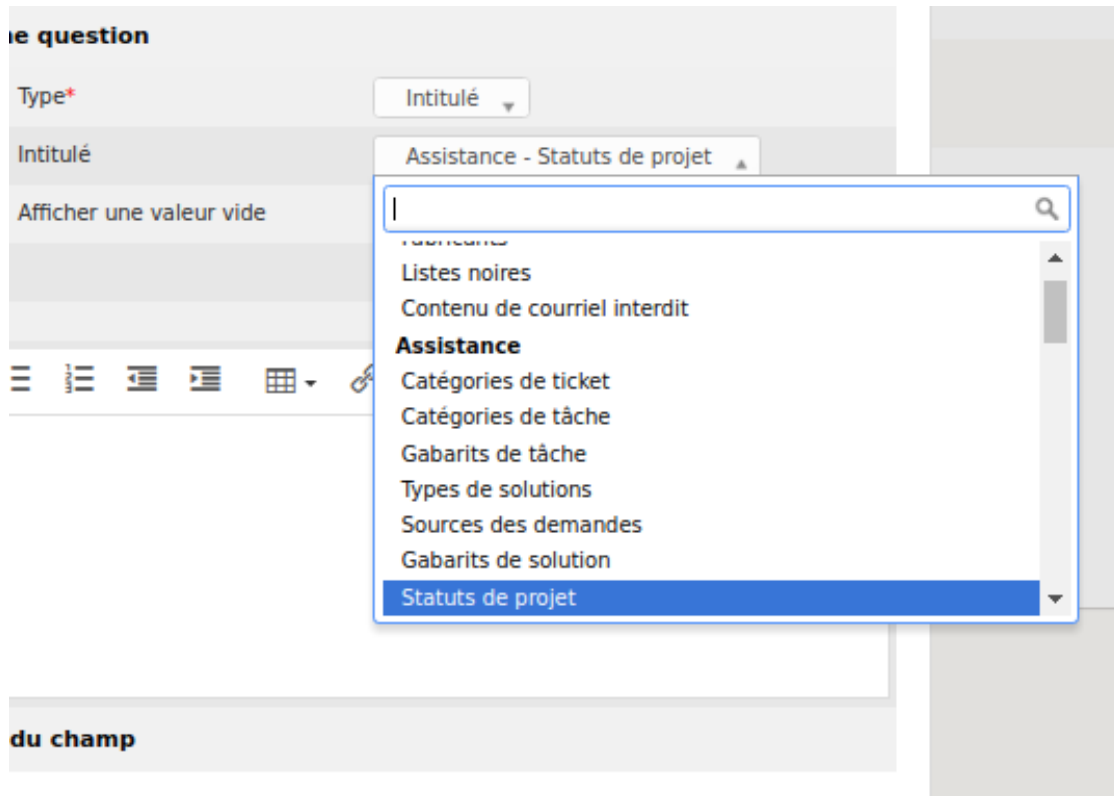 ne question
Type*
Intitulé
Intitulé
Assistance - Statuts de projet
Afficher une valeur vide
Fabricants
Listes noires
Contenu de courriel interdit
Assistance
Catégories de ticket
Catégories de tâche
Gabarits de tâche
Types de solutions
Sources des demandes
Gabarits de solution
Statuts de projet
du champ